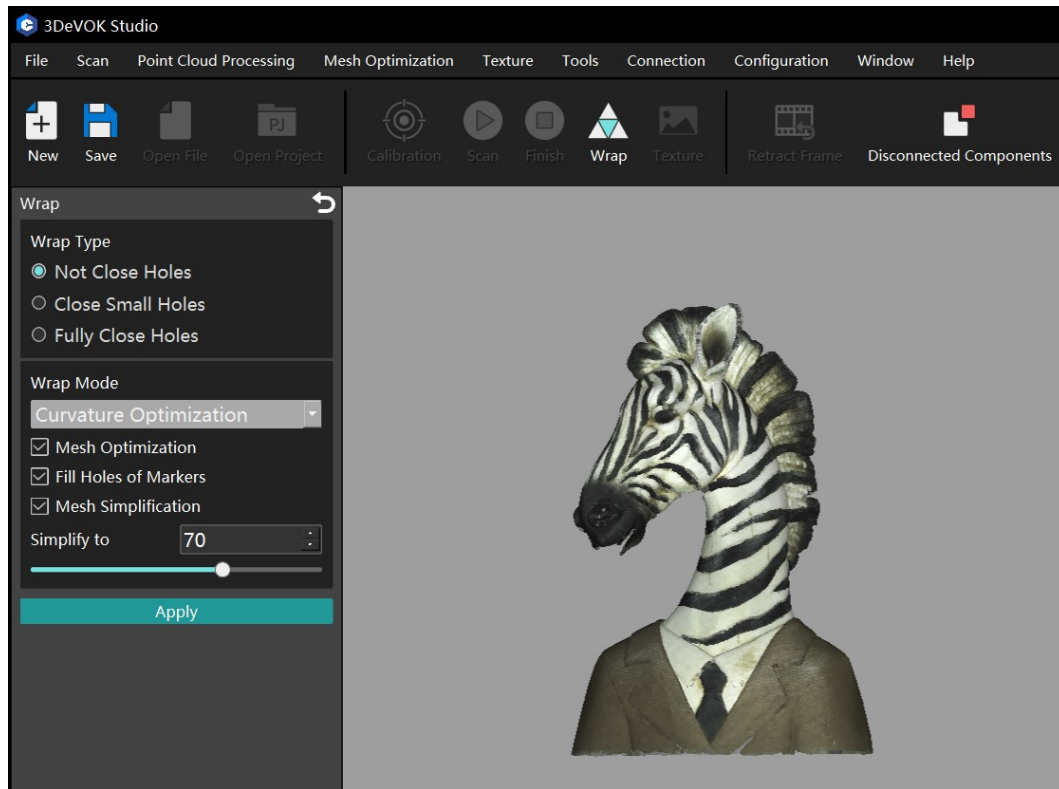 3DeVOK Studio
File Scan Point Cloud Processing Mesh Optimization Texture Tools Connection Configuration Window Help
PJ
New Save Open File Open Project Calibration Scan Finish Wrap Texture Retract Frame Disconnected Components
Wrap
Wrap Type
Not Close Holes
Close Small Holes
Fully Close Holes
Wrap Mode
Curvature Optimization
Mesh Optimization
Fill Holes of Markers
Mesh Simplification
Simplify to 70
Apply